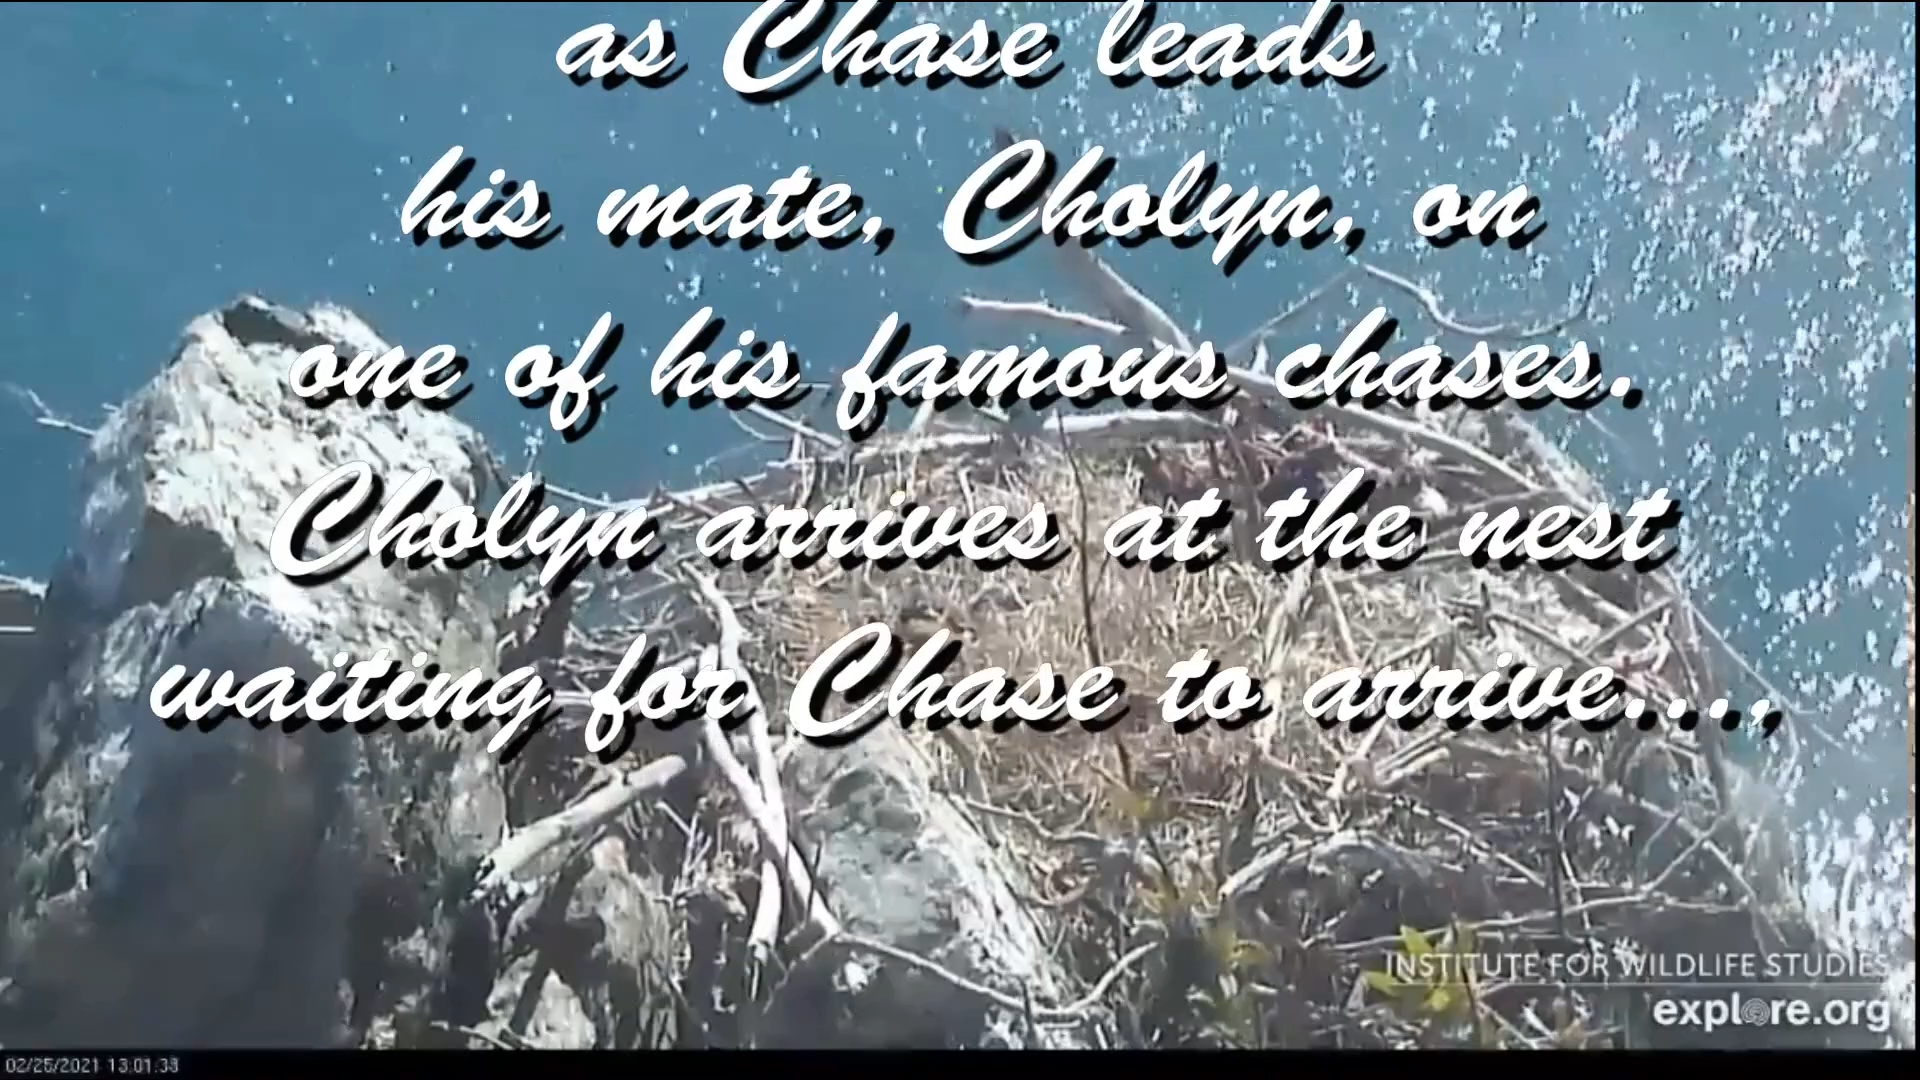 as Chase leads
his mate, Cholyn, on
one of his famous chases.
Cholyn arrives at the nest
waiting for Chase to arrive....,
INSTITUTE FOR WILDLIFE STUDIES
explore.org
02/25/2021 13:01:33